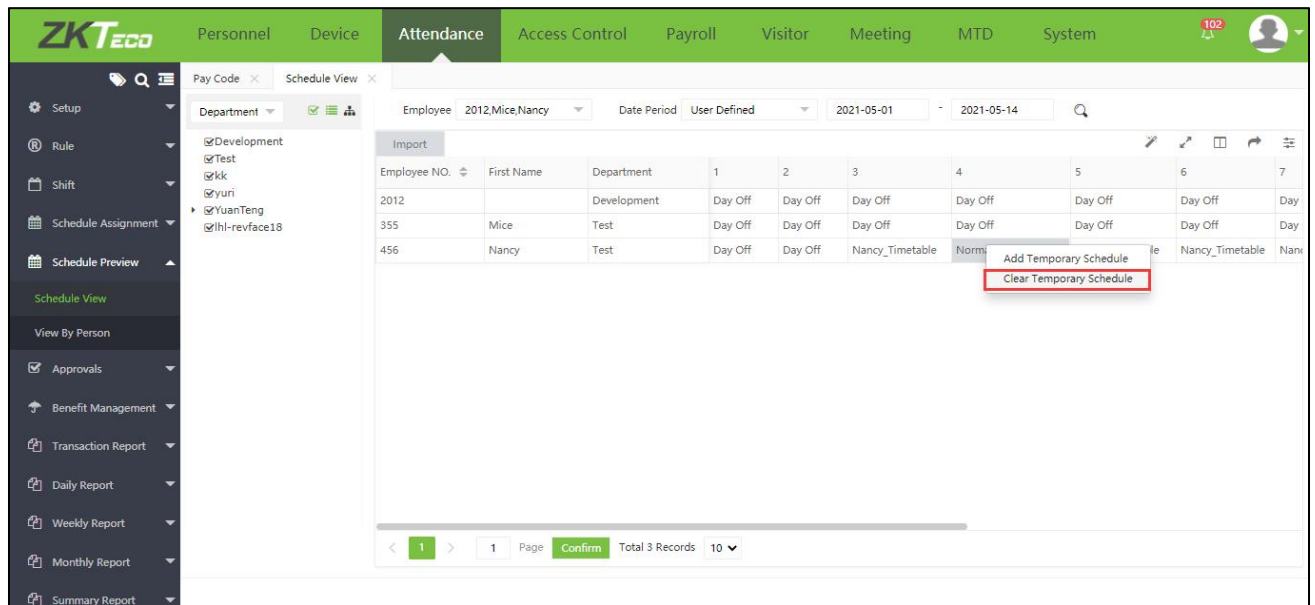 ZKTeco Personnel Device Attendance Access Control Payroll Visitor Meeting MTD System 102
Pay Code Schedule View
Setup
Rule
Shift
Schedule Assignment
Schedule Preview
Schedule View
View By Person
Approvals
Benefit Management
Transaction Report
Daily Report
Weekly Report
Monthly Report
Summary Report
Department
Development
Test
kk
yuri
YuanTeng
lhl-revface18
Employee 2012,Mice,Nancy Date Period User Defined 2021-05-01 - 2021-05-14
Import
Employee NO. First Name Department 1 2 3 4 5 6 7
2012 Development Day Off Day Off Day Off Day Off Day Off Day Off Day
355 Mice Test Day Off Day Off Day Off Day Off Day Off Day Off Day
456 Nancy Test Day Off Day Off Nancy_Timetable Norma le Nancy_Timetable Nanc
Add Temporary Schedule
Clear Temporary Schedule
< 1 > 1 Page Confirm Total 3 Records 10